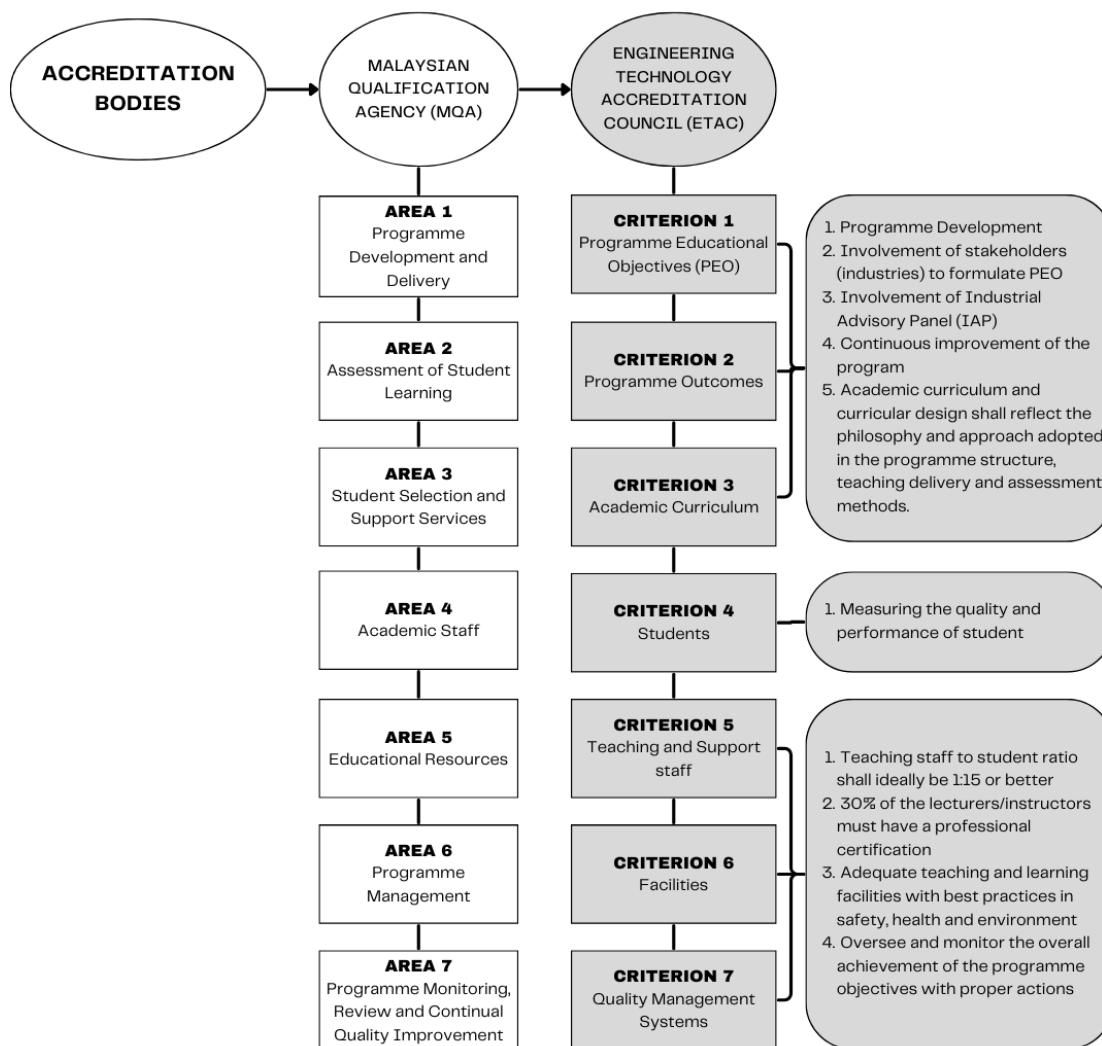 ACCREDITATION
BODIES
MALAYSIAN
QUALIFICATION
AGENCY (MQA)
ENGINEERING
TECHNOLOGY
ACCREDITATION
COUNCIL (ETAC)
AREA 1
Programme
Development and
Delivery
AREA 2
Assessment of Student
Learning
AREA 3
Student Selection and
Support Services
AREA 4
Academic Staff
AREA 5
Educational Resources
AREA 6
Programme
Management
AREA 7
Programme Monitoring,
Review and Continual
Quality Improvement
CRITERION 1
Programme Educational
Objectives (PEO)
CRITERION 2
Programme Outcomes
CRITERION 3
Academic Curriculum
CRITERION 4
Students
CRITERION 5
Teaching and Support
staff
CRITERION 6
Facilities
CRITERION 7
Quality Management
Systems
1. Programme Development
2. Involvement of stakeholders
(industries) to formulate PEO
3. Involvement of Industrial
Advisory Panel (IAP)
4. Continuous improvement of the
program
5. Academic curriculum and
curricular design shall reflect the
philosophy and approach adopted
in the programme structure,
teaching delivery and assessment
methods.
1. Measuring the quality and
performance of student
1. Teaching staff to student ratio
shall ideally be 1:15 or better
2. 30% of the lecturers/instructors
must have a professional
certification
3. Adequate teaching and learning
facilities with best practices in
safety, health and environment
4. Oversee and monitor the overall
achievement of the programme
objectives with proper actions